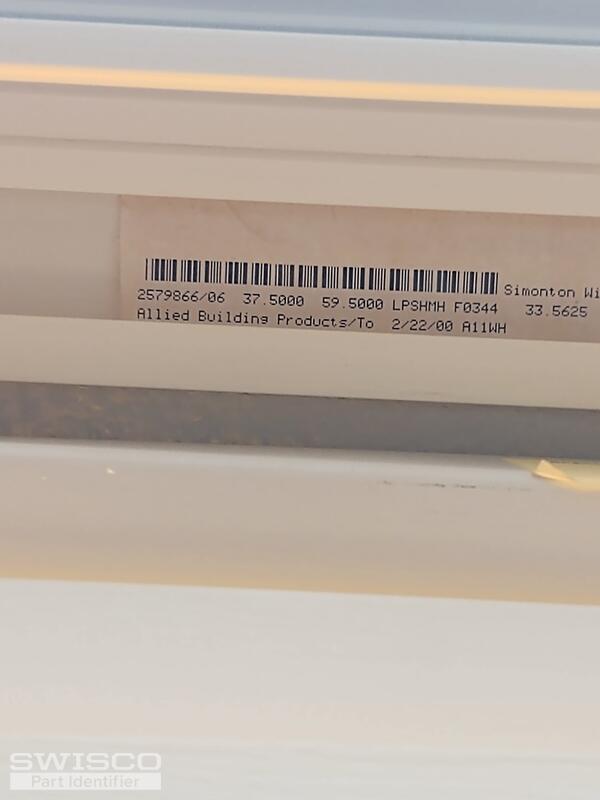 Simonton Wi
2579866/06 37.5000 59.5000 LPSHMH F0344 33.5625
Allied Building Products/To 2/22/00 A11WH
SWISCO
Part Identifier